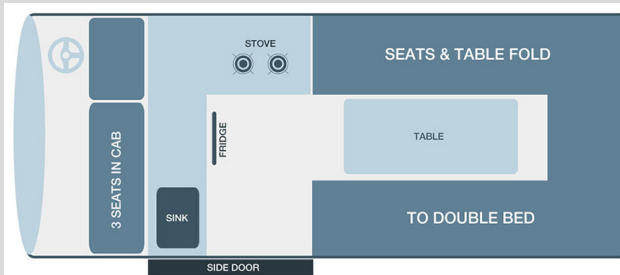 STOVE
SEATS & TABLE FOLD
3 SEATS IN CAB
FRIDGE
TABLE
SINK
TO DOUBLE BED
SIDE DOOR